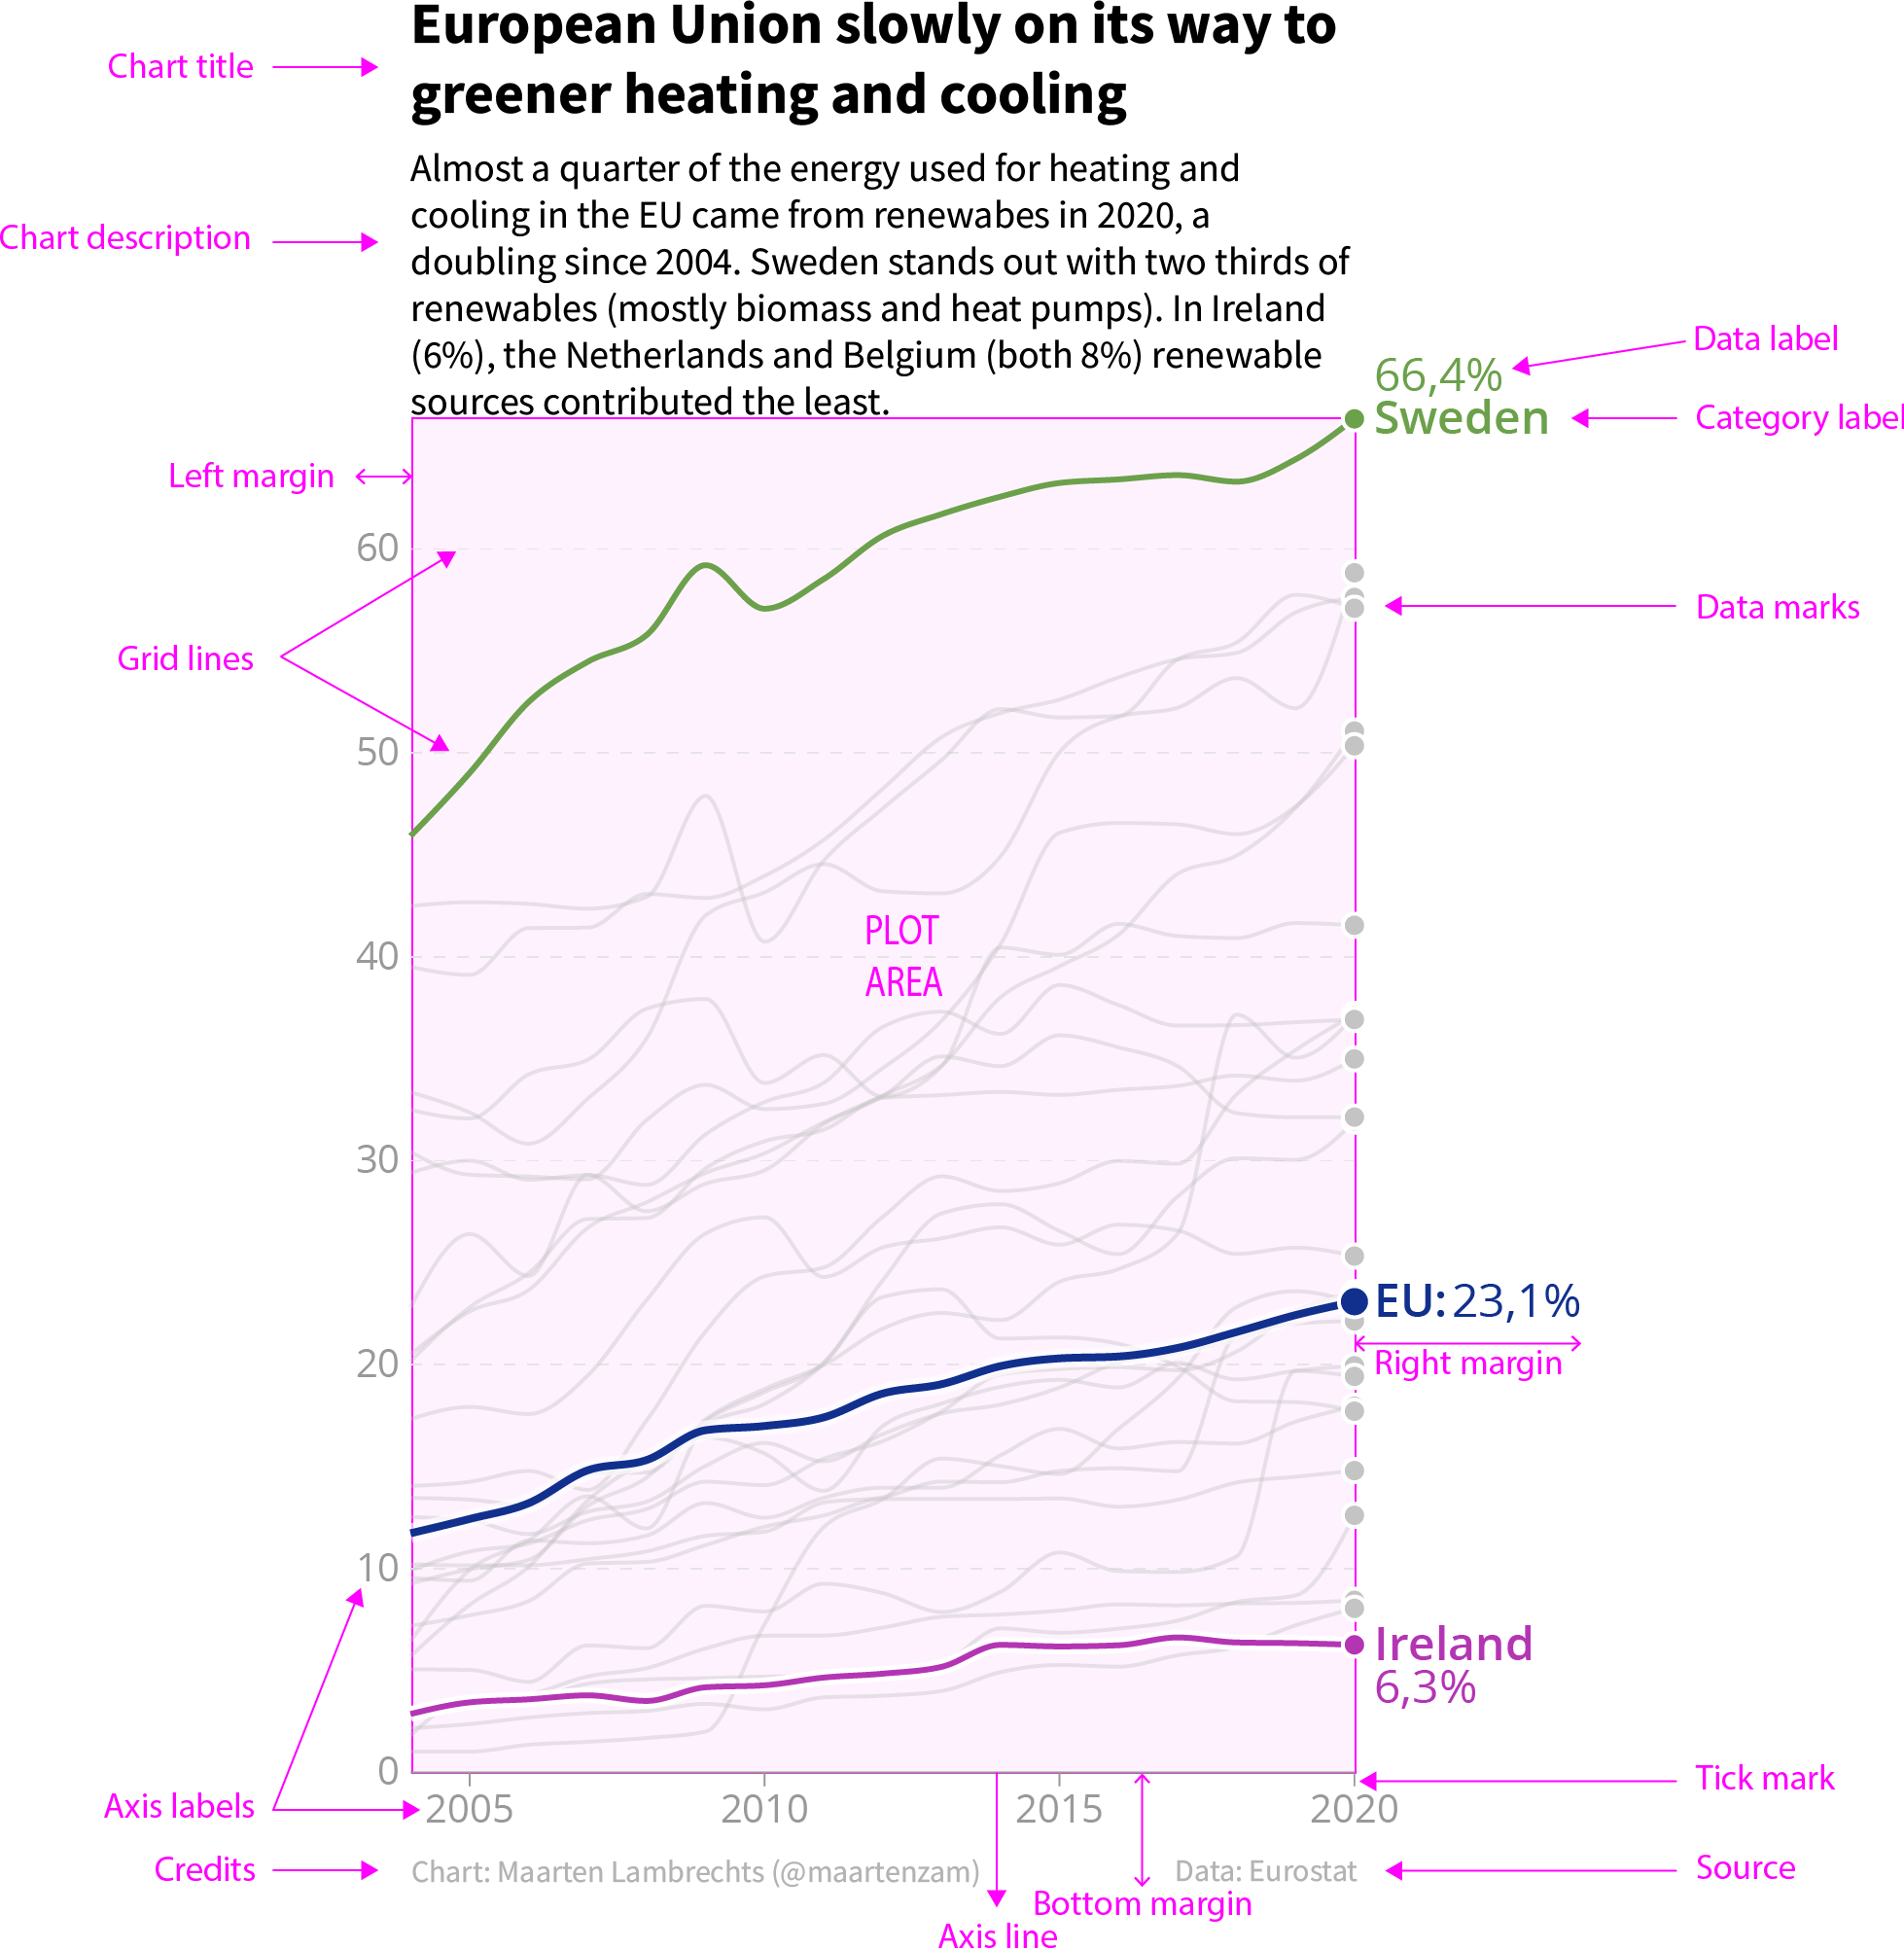 European Union slowly on its way to
greener heating and cooling
Chart title
Almost a quarter of the energy used for heating and
cooling in the EU came from renewabes in 2020, a
doubling since 2004. Sweden stands out with two thirds of
renewables (mostly biomass and heat pumps). In Ireland
(6%), the Netherlands and Belgium (both 8%) renewable
sources contributed the least.
Chart description
Data label
66,4%
Sweden
Category label
Left margin
60
Data marks
Grid lines
50
PLOT
AREA
40
30
EU: 23,1%
20
Right margin
10
Ireland
6,3%
0
Tick mark
Axis labels
2005
2010
2015
2020
Credits
Chart: Maarten Lambrechts (@maartenzam)
Data: Eurostat
Source
Bottom margin
Axis line